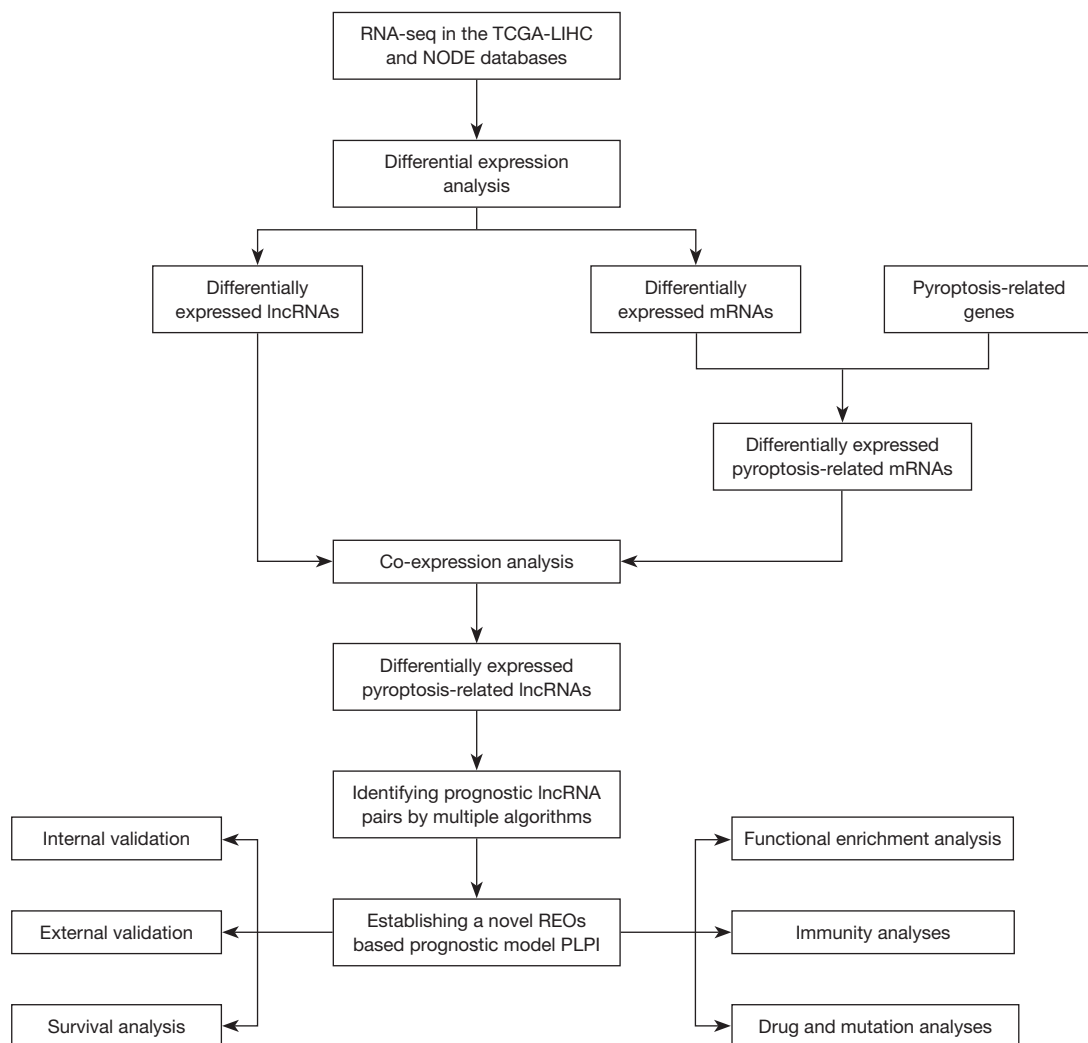 RNA-seq in the TCGA-LIHC
and NODE databases
Differential expression
analysis
Differentially
expressed lncRNAs
Differentially
expressed mRNAs
Pyroptosis-related
genes
Differentially expressed
pyroptosis-related mRNAs
Co-expression analysis
Differentially expressed
pyroptosis-related lncRNAs
Identifying prognostic lncRNA
pairs by multiple algorithms
Internal validation
Functional enrichment analysis
External validation
Establishing a novel REOs
based prognostic model PLPI
Immunity analyses
Survival analysis
Drug and mutation analyses